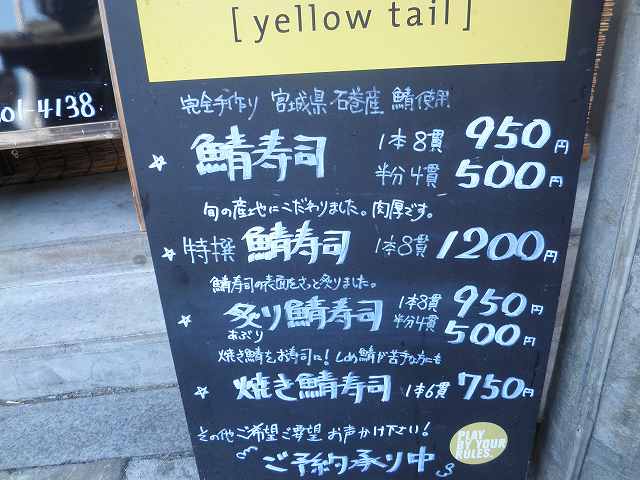 [ yellow tail ]
01-4138
完全手作り 宮城県 石巻産 鯖使用
☆ 鯖寿司 1本8貫 950円
半分4貫 500円
旬の産地にこだわりました。肉厚です。
☆ 特撰 鯖寿司 1本8貫 1200円
鯖寿司の表面をさっと炙りました。
☆ 炙り鯖寿司 1本8貫 950円
あぶり 半分4貫 500円
焼き鯖をお寿司に!しめ鯖が苦手な方にも
☆ 焼き鯖寿司 1本6貫 750円
その他ご希望ご要望 お声かけ下さい!
ご予約承り中
PLAY
BY YOUR
RULES.